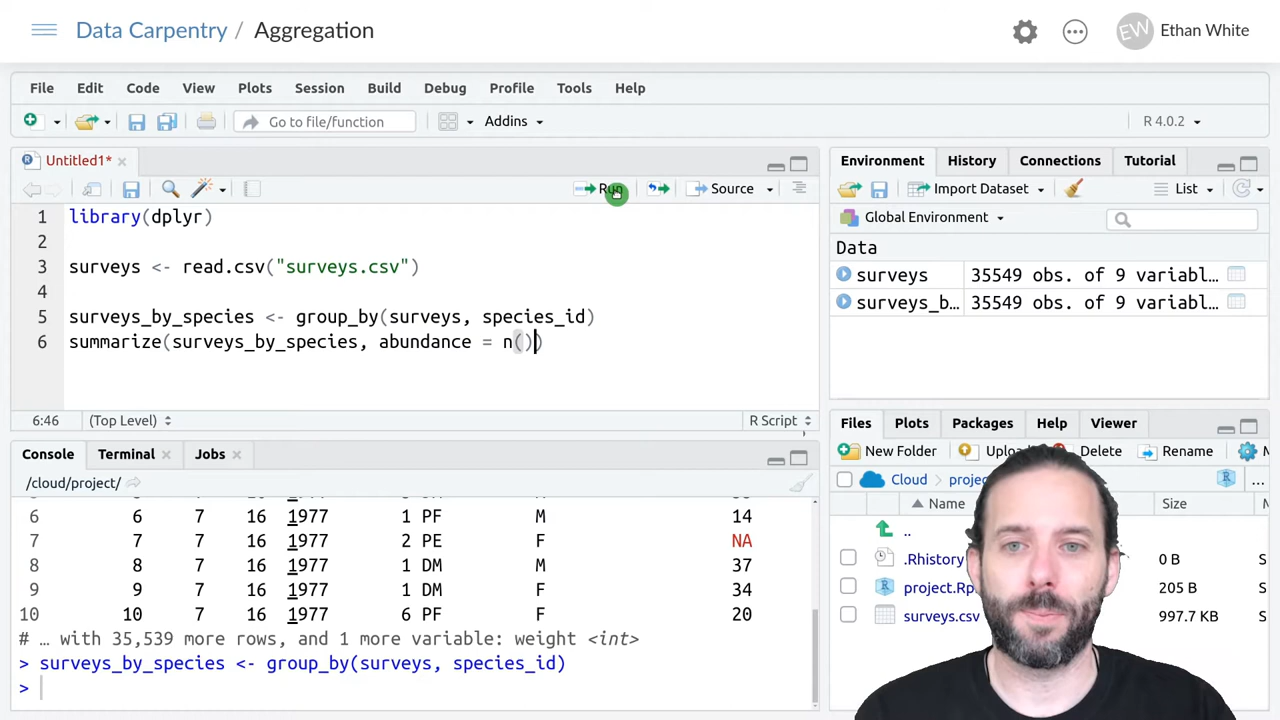 Data Carpentry / Aggregation
EW Ethan White
File Edit Code View Plots Session Build Debug Profile Tools Help
Go to file/function Addins R 4.0.2
Untitled1*
Run Source
1 library(dplyr)
2
3 surveys <- read.csv("surveys.csv")
4
5 surveys_by_species <- group_by(surveys, species_id)
6 summarize(surveys_by_species, abundance = n())
6:46 (Top Level) R Script
Console Terminal Jobs
/cloud/project/
6 6 7 16 1977 1 PF M 14
7 7 7 16 1977 2 PE F NA
8 8 7 16 1977 1 DM M 37
9 9 7 16 1977 1 DM F 34
10 10 7 16 1977 6 PF F 20
# … with 35,539 more rows, and 1 more variable: weight <int>
> surveys_by_species <- group_by(surveys, species_id)
>
Environment History Connections Tutorial
Import Dataset List
Global Environment
Data
surveys 35549 obs. of 9 variabl…
surveys_b… 35549 obs. of 9 variabl…
Files Plots Packages Help Viewer
New Folder Delete Rename
Cloud
Name Size
..
.Rhistory 0 B
205 B
surveys.csv 997.7 KB